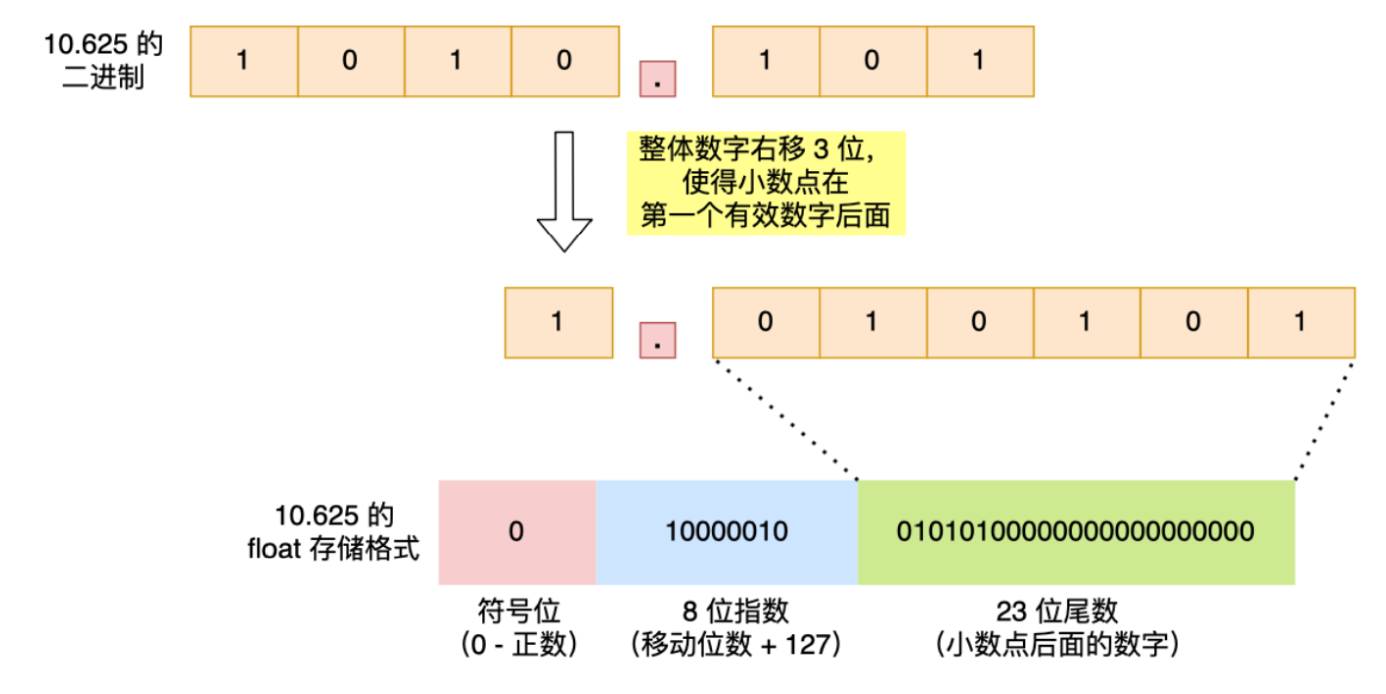 10.625 的
二进制
1 0 1 0 . 1 0 1
整体数字右移 3 位,
使得小数点在
第一个有效数字后面
1 . 0 1 0 1 0 1
10.625 的
float 存储格式
0 10000010 01010100000000000000000
符号位
(0 - 正数)
8 位指数
(移动位数 + 127)
23 位尾数
(小数点后面的数字)